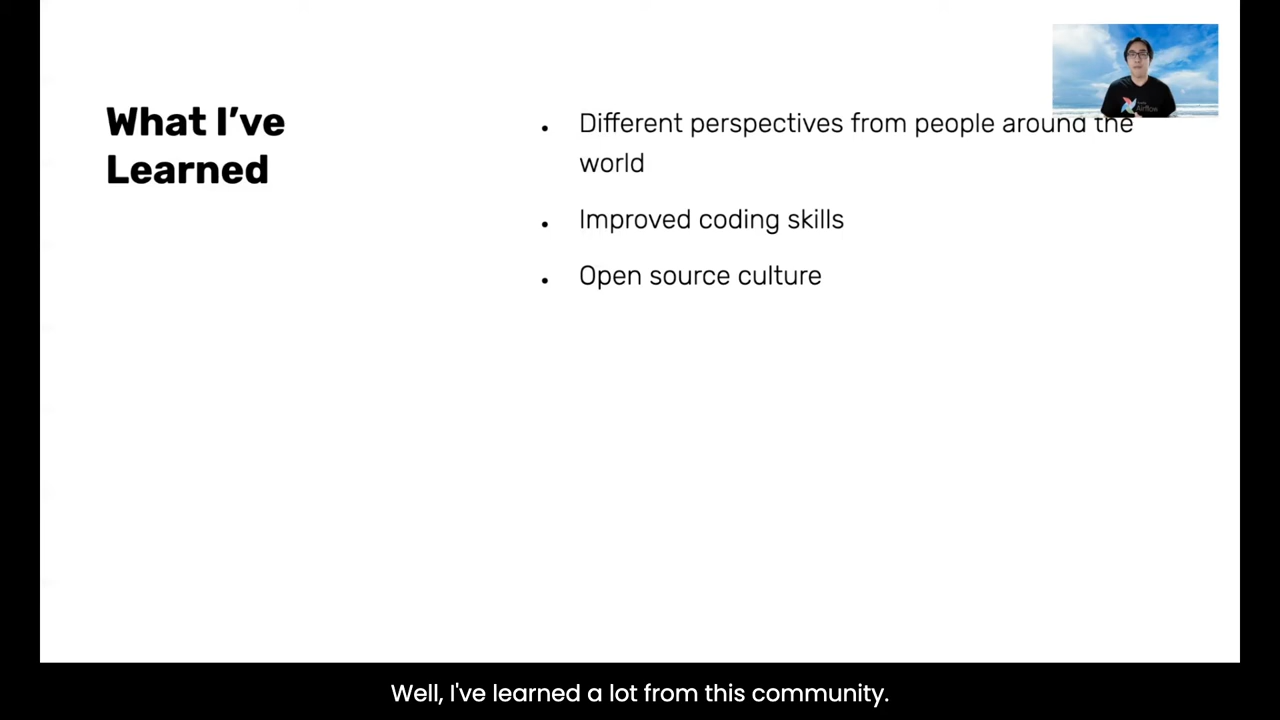 What I've
Learned
• Different perspectives from people around the
world
• Improved coding skills
• Open source culture
Airflow
Well, I've learned a lot from this community.